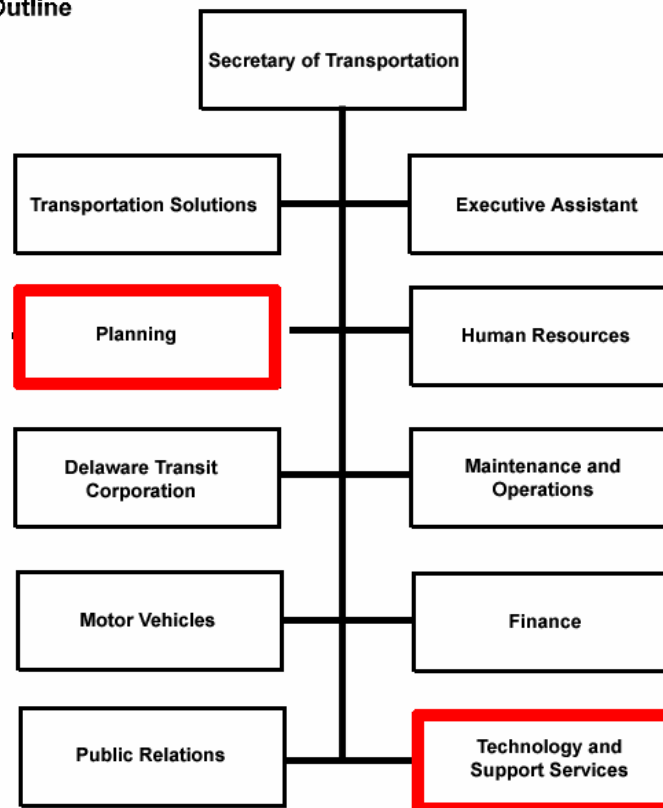 Outline
Secretary of Transportation
Transportation Solutions
Executive Assistant
Planning
Human Resources
Delaware Transit
Corporation
Maintenance and
Operations
Motor Vehicles
Finance
Public Relations
Technology and
Support Services